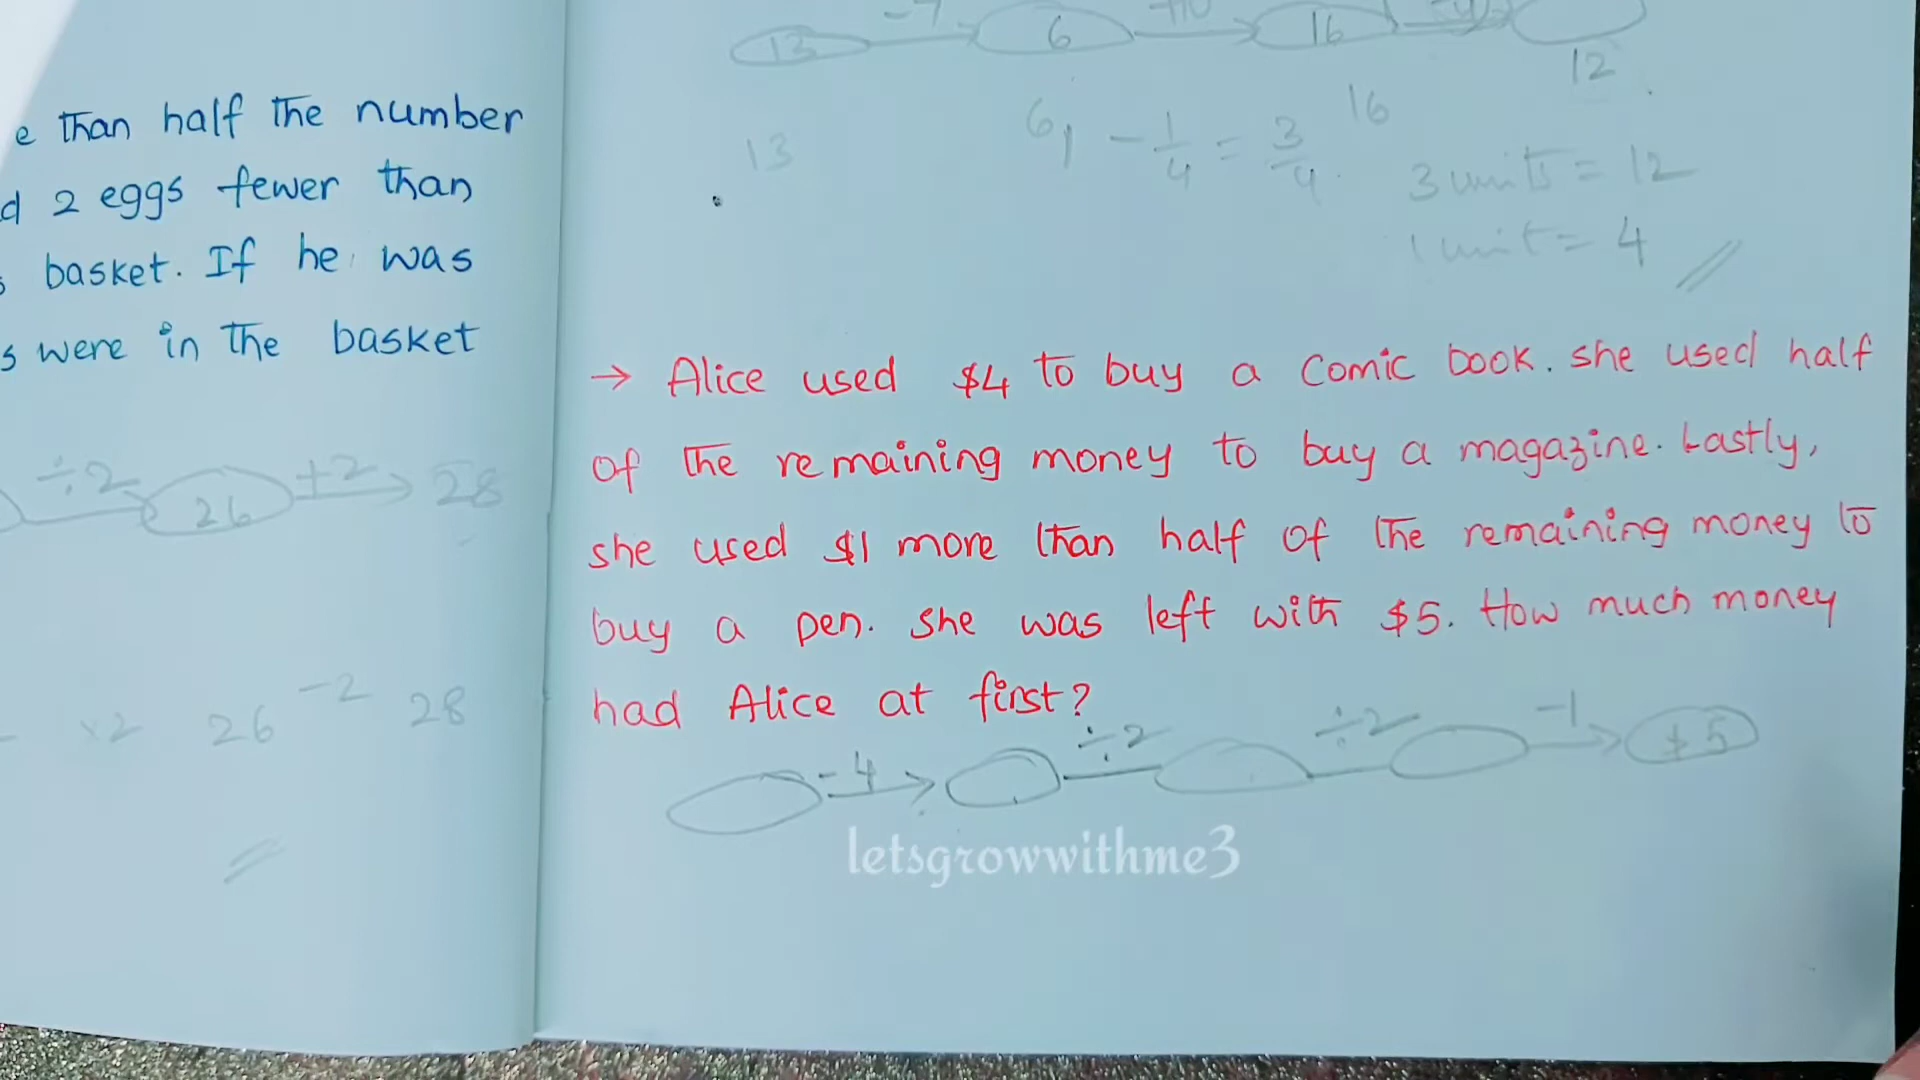 e than half the number
d 2 eggs fewer than
s basket. If he was
s were in the basket
÷2 26 +2 28
×2 26 -2 28
13 -7 6 +10 16
12
13 6 16
1 - 1/4 = 3/4
3 units = 12
1 unit = 4
→ Alice used $4 to buy a comic book. she used half
of the remaining money to buy a magazine. Lastly,
she used $1 more than half of the remaining money to
buy a pen. She was left with $5. How much money
had Alice at first?
-4 ÷2 ÷2 -1 $5
letsgrowwithme3